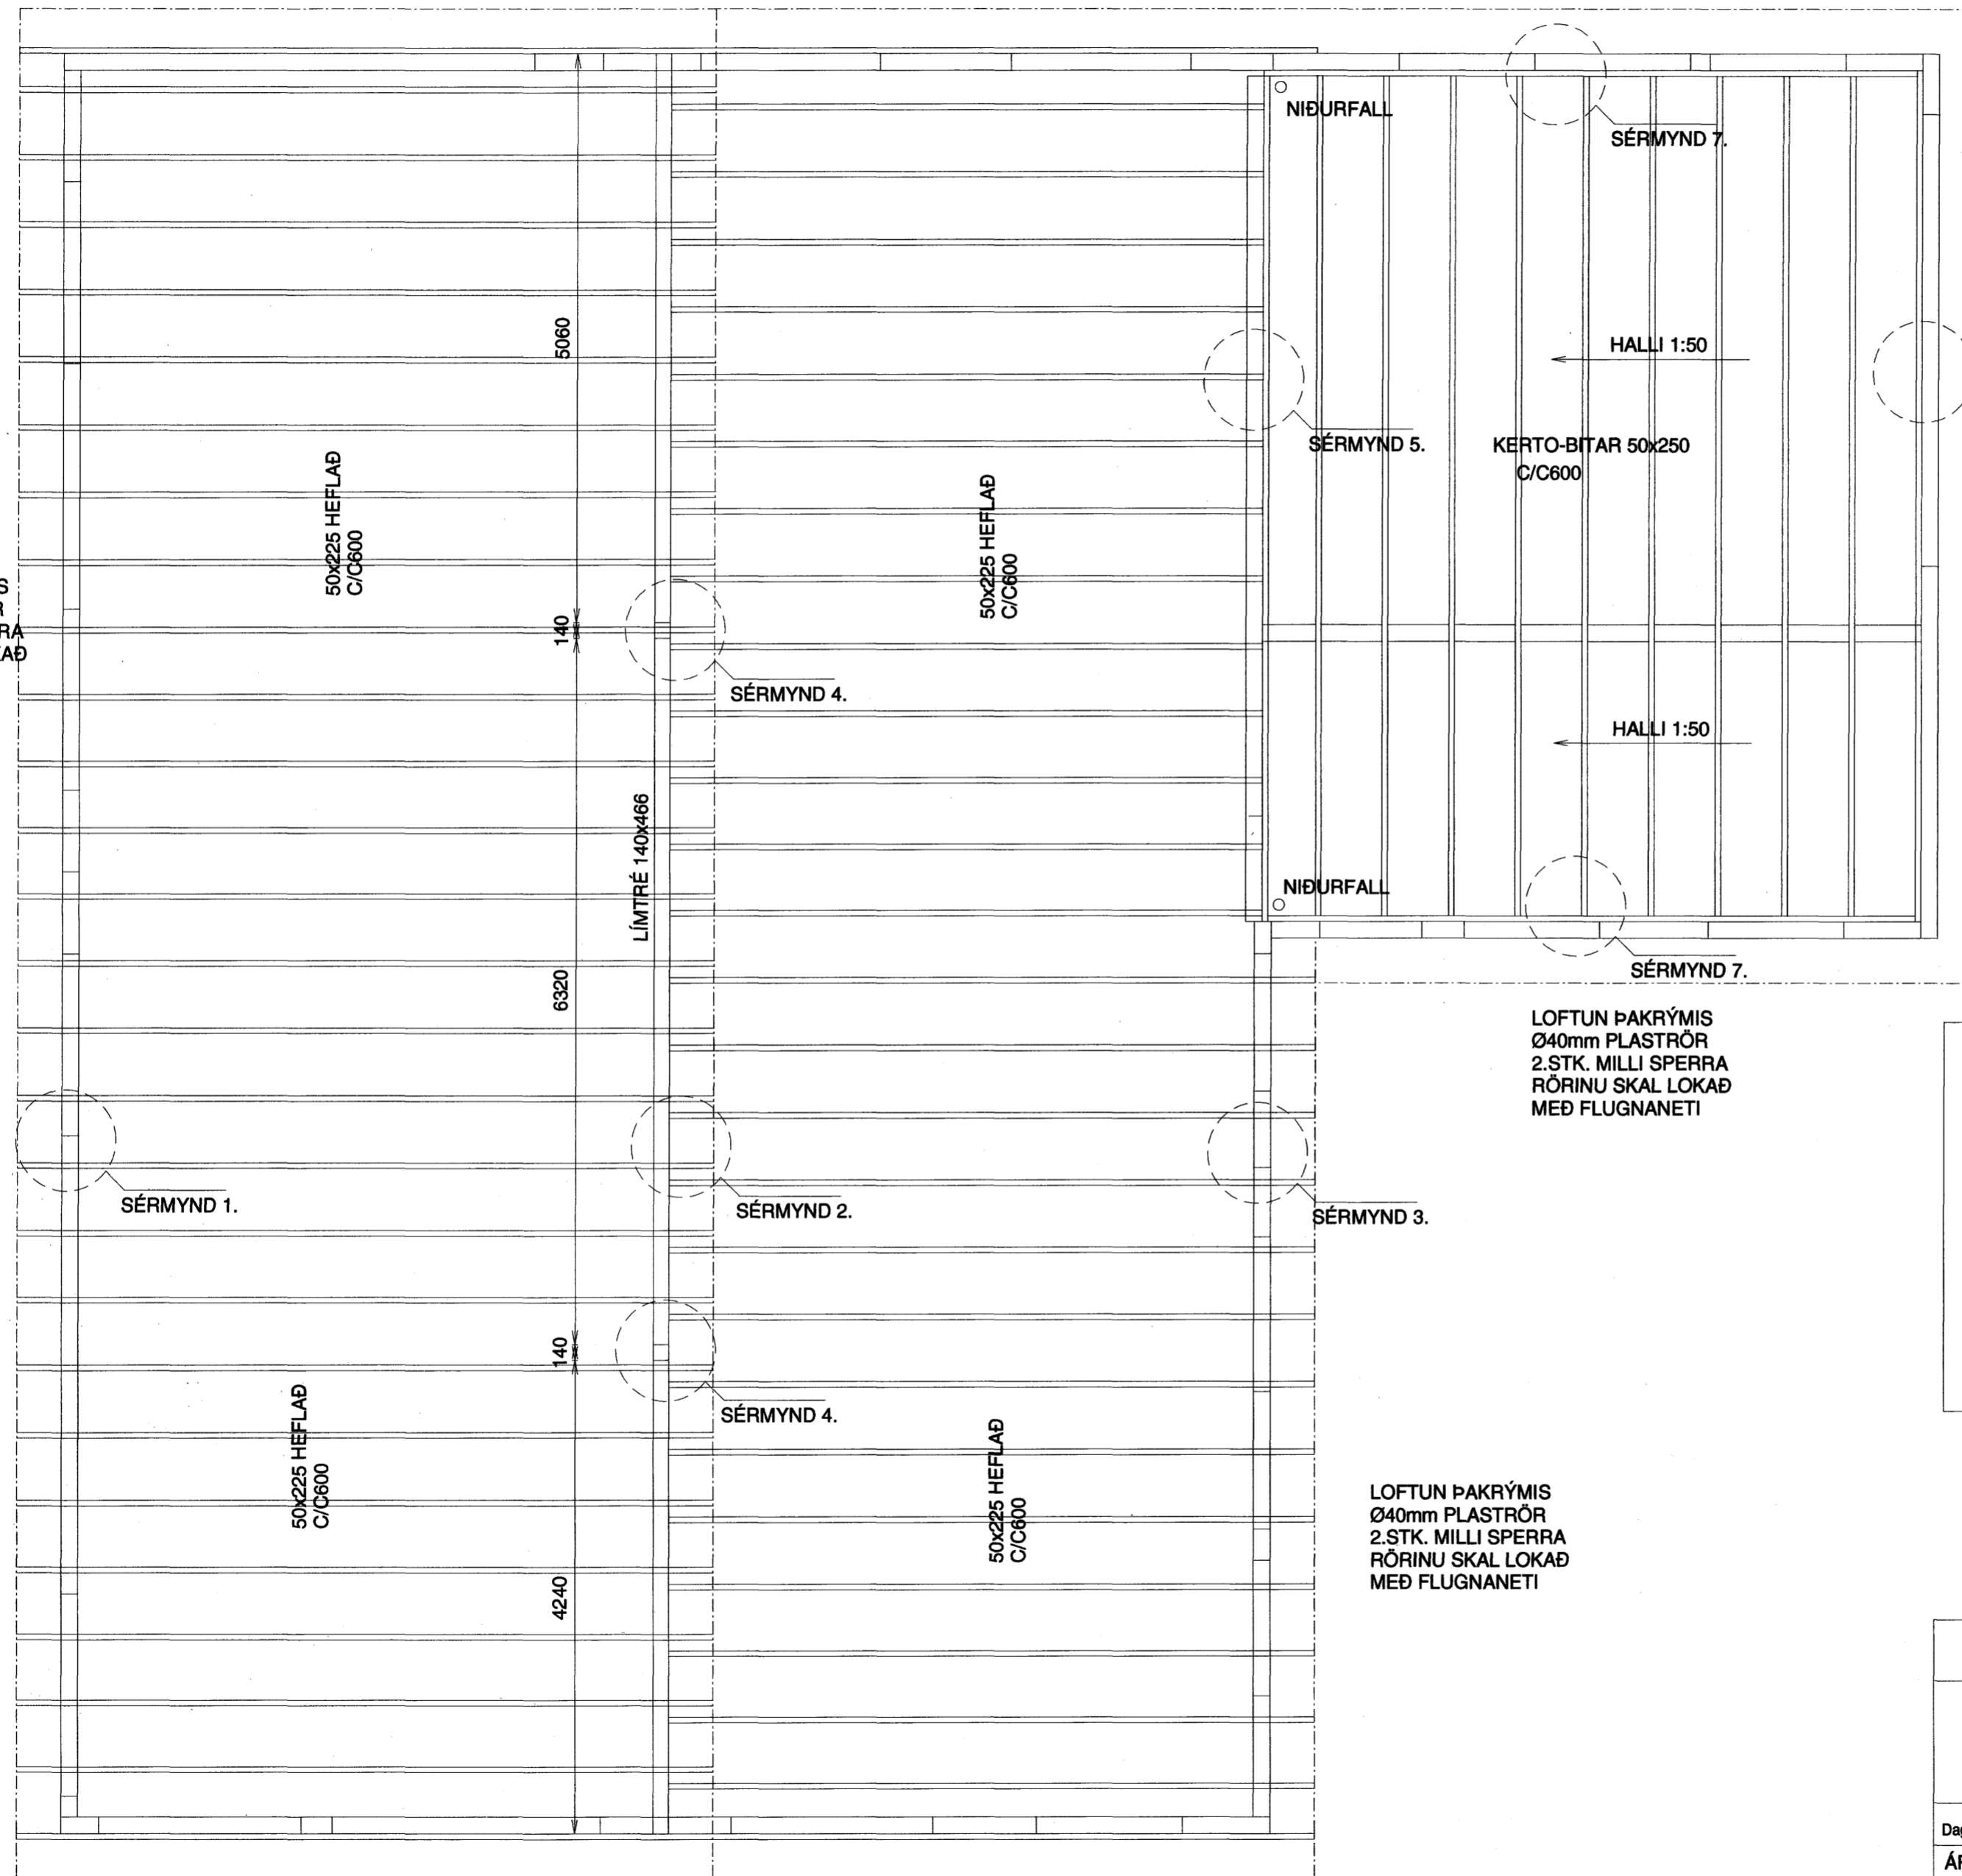 NIÐURFALL
SÉRMYND 7.
5060
HALLI 1:50
SÉRMYND 5.
KERTO-BITAR 50x250
C/C600
50x225 HEFLAÐ
C/C600
50x225 HEFLAÐ
C/C600
140
SÉRMYND 4.
HALLI 1:50
LÍMTRÉ 140x466
NIÐURFALL
SÉRMYND 7.
6320
LOFTUN ÞAKRÝMIS
Ø40mm PLASTRÖR
2.STK. MILLI SPERRA
RÖRINU SKAL LOKAÐ
MEÐ FLUGNANETI
SÉRMYND 1.
SÉRMYND 2.
SÉRMYND 3.
140
SÉRMYND 4.
50x225 HEFLAÐ
C/C600
50x225 HEFLAÐ
C/C600
4240
LOFTUN ÞAKRÝMIS
Ø40mm PLASTRÖR
2.STK. MILLI SPERRA
RÖRINU SKAL LOKAÐ
MEÐ FLUGNANETI